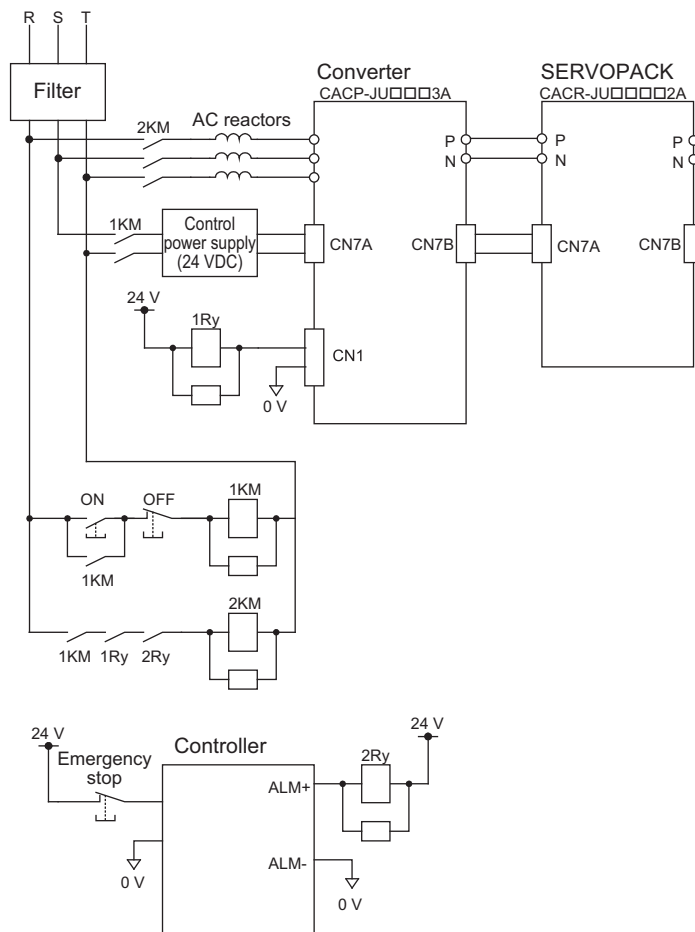 R S T
Filter
Converter
CACP-JU□□□3A
SERVOPACK
CACR-JU□□□□2A
2KM
AC reactors
P
N
P
N
P
N
1KM
Control
power supply
(24 VDC)
CN7A
CN7B
CN7A
CN7B
24 V
1Ry
CN1
0 V
ON
OFF
1KM
1KM
2KM
1KM
1Ry
2Ry
24 V
Emergency
stop
Controller
ALM+
2Ry
24 V
0 V
ALM-
0 V